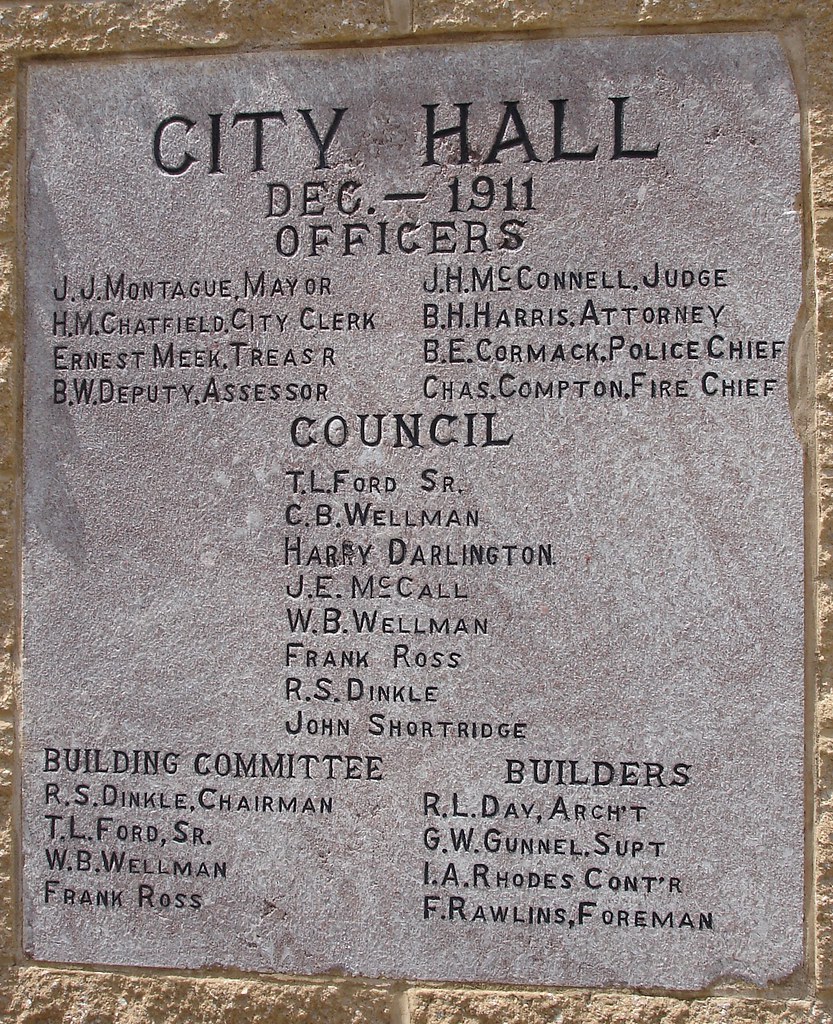 CITY HALL
DEC. — 1911
OFFICERS
J.J. MONTAGUE, MAYOR
H.M. CHATFIELD, CITY CLERK
ERNEST MEEK, TREASR
B.W. DEPUTY, ASSESSOR
J.H. McCONNELL, JUDGE
B.H. HARRIS, ATTORNEY
B.E. CORMACK, POLICE CHIEF
CHAS. COMPTON, FIRE CHIEF
COUNCIL
T.L. FORD SR.
C.B. WELLMAN
HARRY DARLINGTON.
J.E. McCALL
W.B. WELLMAN
FRANK ROSS
R.S. DINKLE
JOHN SHORTRIDGE
BUILDING COMMITTEE
R.S. DINKLE, CHAIRMAN
T.L. FORD, SR.
W.B. WELLMAN
FRANK ROSS
BUILDERS
R.L. DAY, ARCH'T
G.W. GUNNEL, SUPT
I.A. RHODES CONT'R
F. RAWLINS, FOREMAN